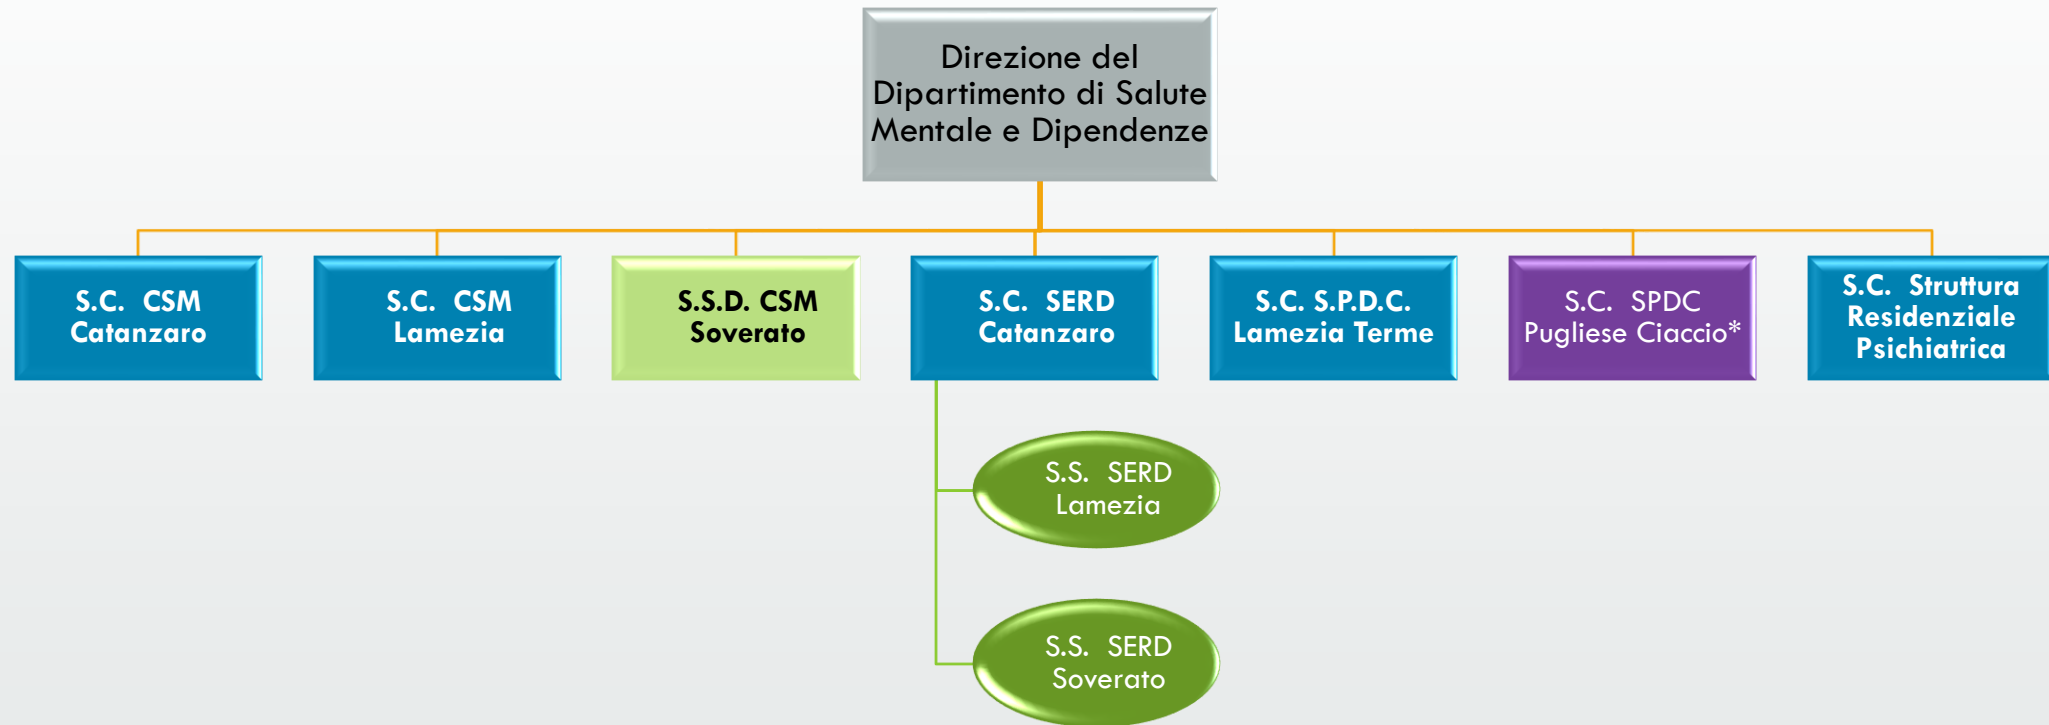 Direzione del
Dipartimento di Salute
Mentale e Dipendenze
S.C. CSM
Catanzaro
S.C. CSM
Lamezia
S.S.D. CSM
Soverato
S.C. SERD
Catanzaro
S.C. S.P.D.C.
Lamezia Terme
S.C. SPDC
Pugliese Ciaccio*
S.C. Struttura
Residenziale
Psichiatrica
S.S. SERD
Lamezia
S.S. SERD
Soverato